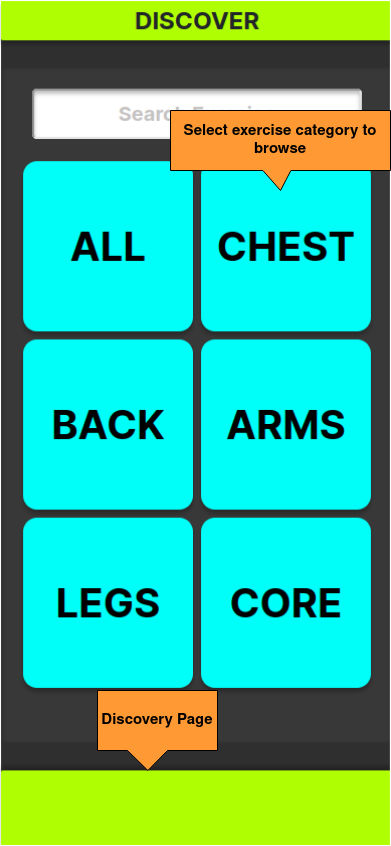 DISCOVER
Select exercise category to
browse
ALL
CHEST
BACK
ARMS
LEGS
CORE
Discovery Page